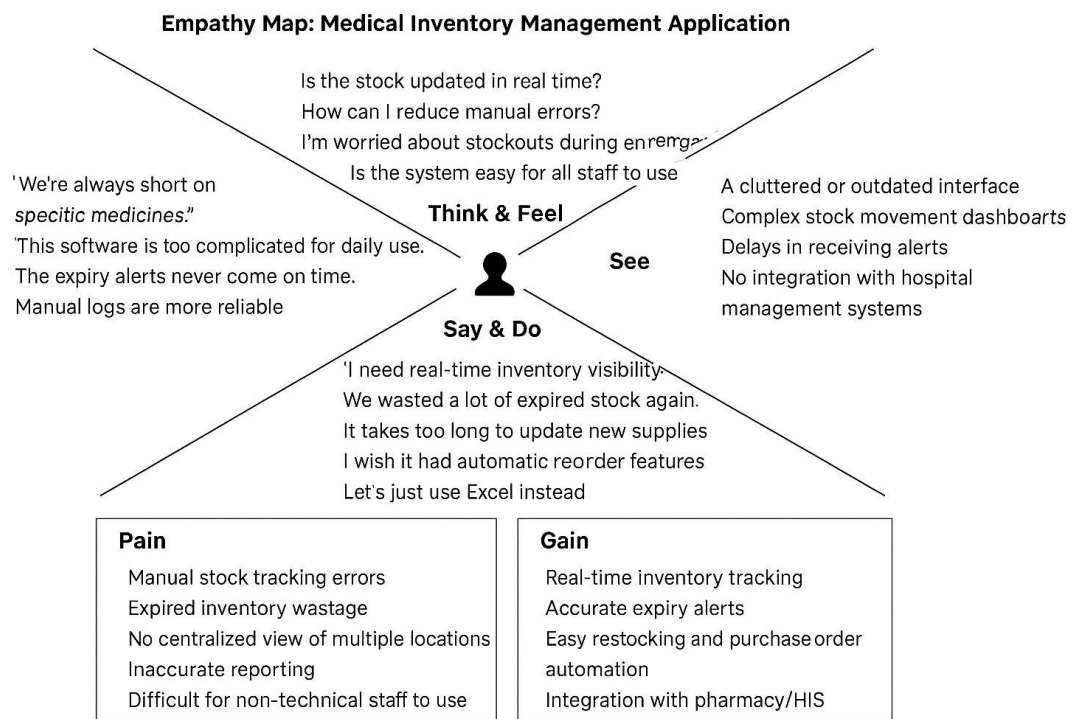 Empathy Map: Medical Inventory Management Application
Is the stock updated in real time?
How can I reduce manual errors?
I'm worried about stockouts during
Is the system easy for all staff to use
Think & Feel
'We're always short on
specitic medicines."
'This software is too complicated for daily use.
The expiry alerts never come on time.
Manual logs are more reliable
See
A cluttered or outdated interface
Complex stock movement dashboarts
Delays in receiving alerts
No integration with hospital
management systems
Say & Do
'I need real-time inventory visibility.
We wasted a lot of expired stock again.
It takes too long to update new supplies
I wish it had automatic reorder features
Let's just use Excel instead
Pain
Manual stock tracking errors
Expired inventory wastage
No centralized view of multiple locations
Inaccurate reporting
Difficult for non-technical staff to use
Gain
Real-time inventory tracking
Accurate expiry alerts
Easy restocking and purchase order
automation
Integration with pharmacy/HIS